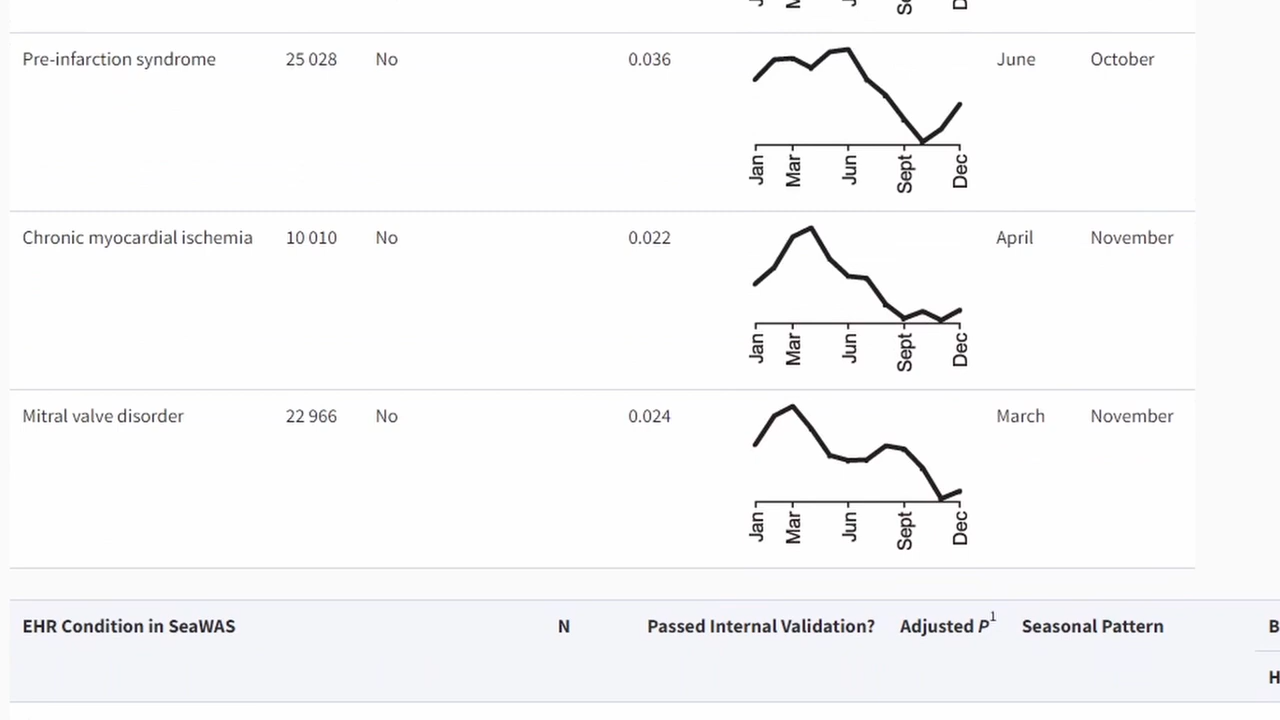 Pre-infarction syndrome 25 028 No 0.036 June October
Jan Mar Jun Sept Dec
Chronic myocardial ischemia 10 010 No 0.022 April November
Jan Mar Jun Sept Dec
Mitral valve disorder 22 966 No 0.024 March November
Jan Mar Jun Sept Dec
EHR Condition in SeaWAS N Passed Internal Validation? Adjusted P1 Seasonal Pattern